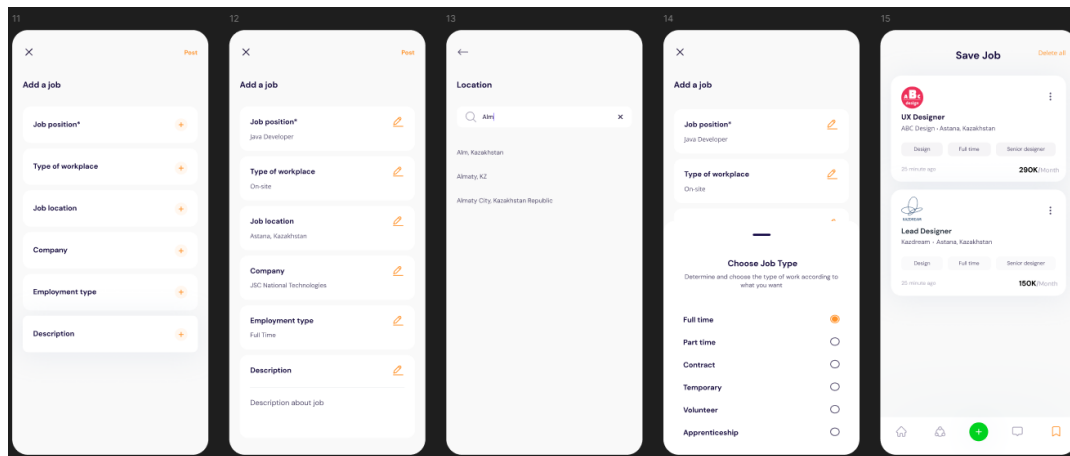 11
Post
Add a job
Job position*
Type of workplace
Job location
Company
Employment type
Description
12
Post
Add a job
Job position*
Java Developer
Type of workplace
On-site
Job location
Astana, Kazakhstan
Company
JSC National Technologies
Employment type
Full Time
Description
Description about job
13
Location
Alm
Alm, Kazakhstan
Almaty, KZ
Almaty City, Kazakhstan Republic
14
Add a job
Job position*
Java Developer
Type of workplace
On-site
Choose Job Type
Determine and choose the type of work according to
what you want
Full time
Part time
Contract
Temporary
Volunteer
Apprenticeship
15
Save Job
Delete all
ABC
design
UX Designer
ABC Design • Astana, Kazakhstan
Design Full time Senior designer
25 minute ago 290K/Month
KAZDREAM
Lead Designer
Kazdream • Astana, Kazakhstan
Design Full time Senior designer
25 minute ago 150K/Month